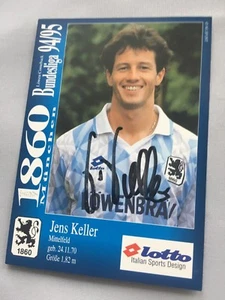 1860
München
Bundesliga 94/95
LÖWENBRÄU
1860
Jens Keller
Mittelfeld
geb. 24.11.70
Größe 1,82 m
lotto
Italian Sports Design